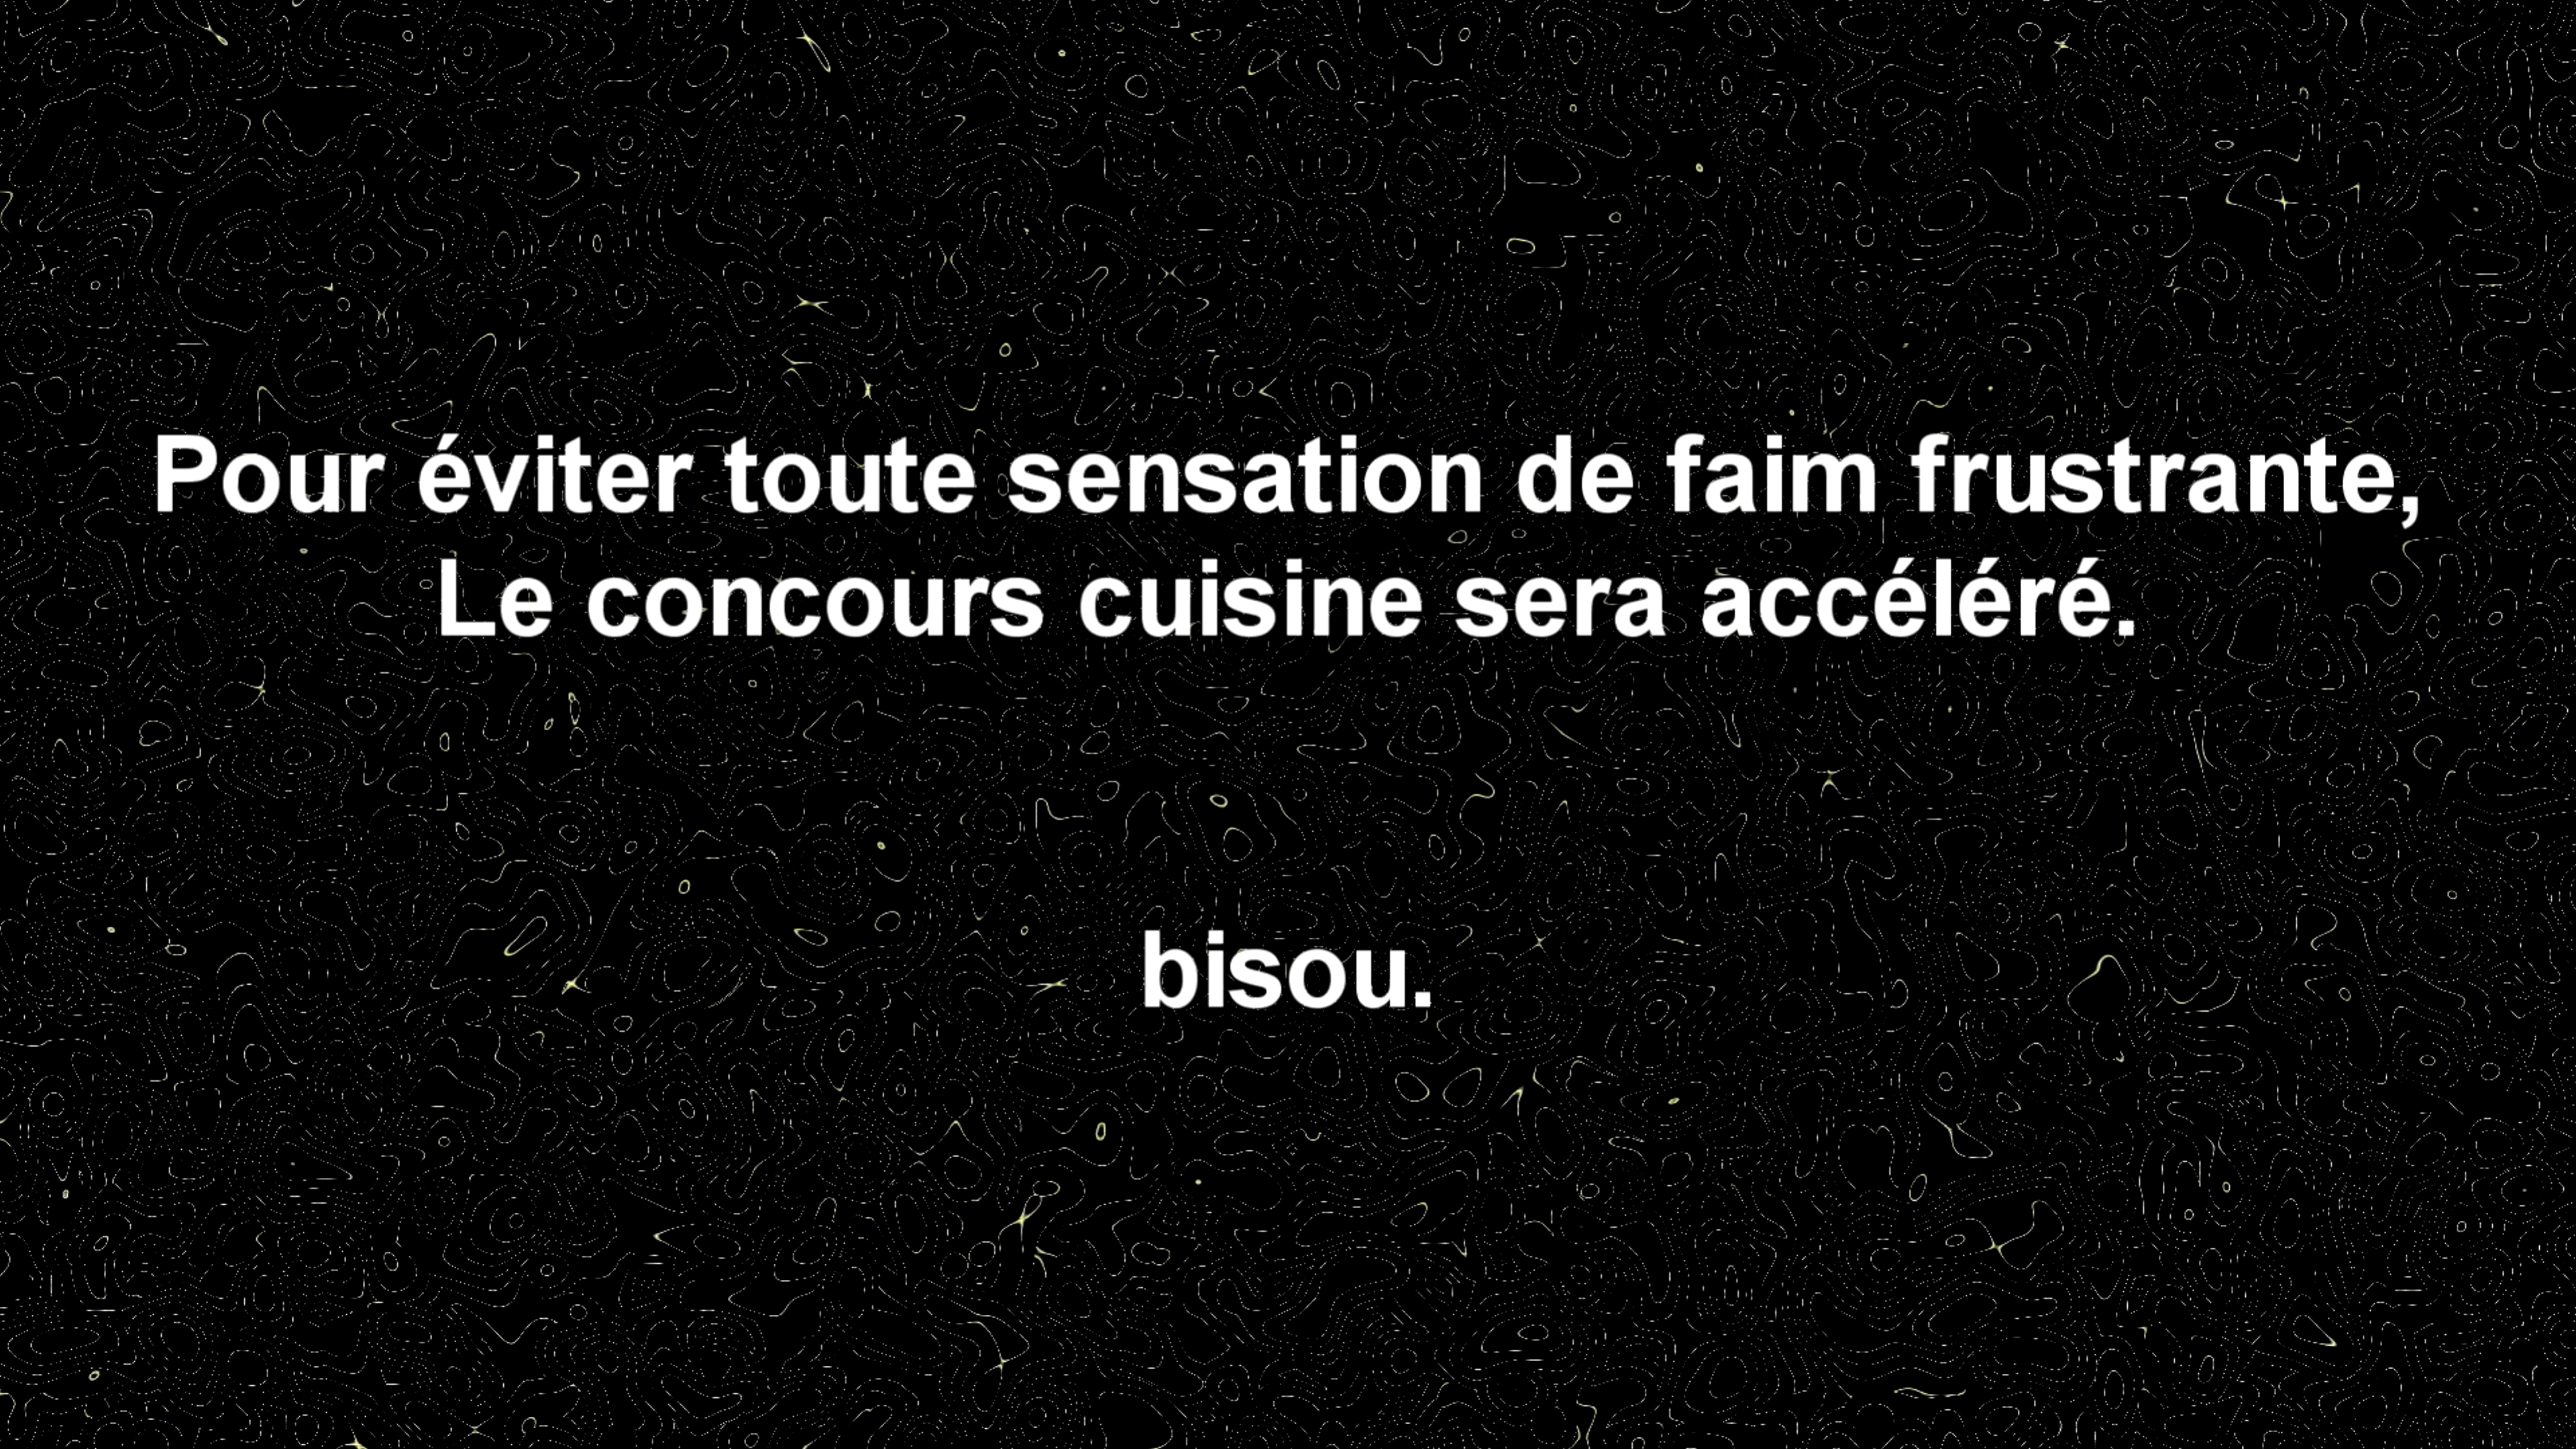 Pour éviter toute sensation de faim frustrante,
Le concours cuisine sera accéléré.
bisou.